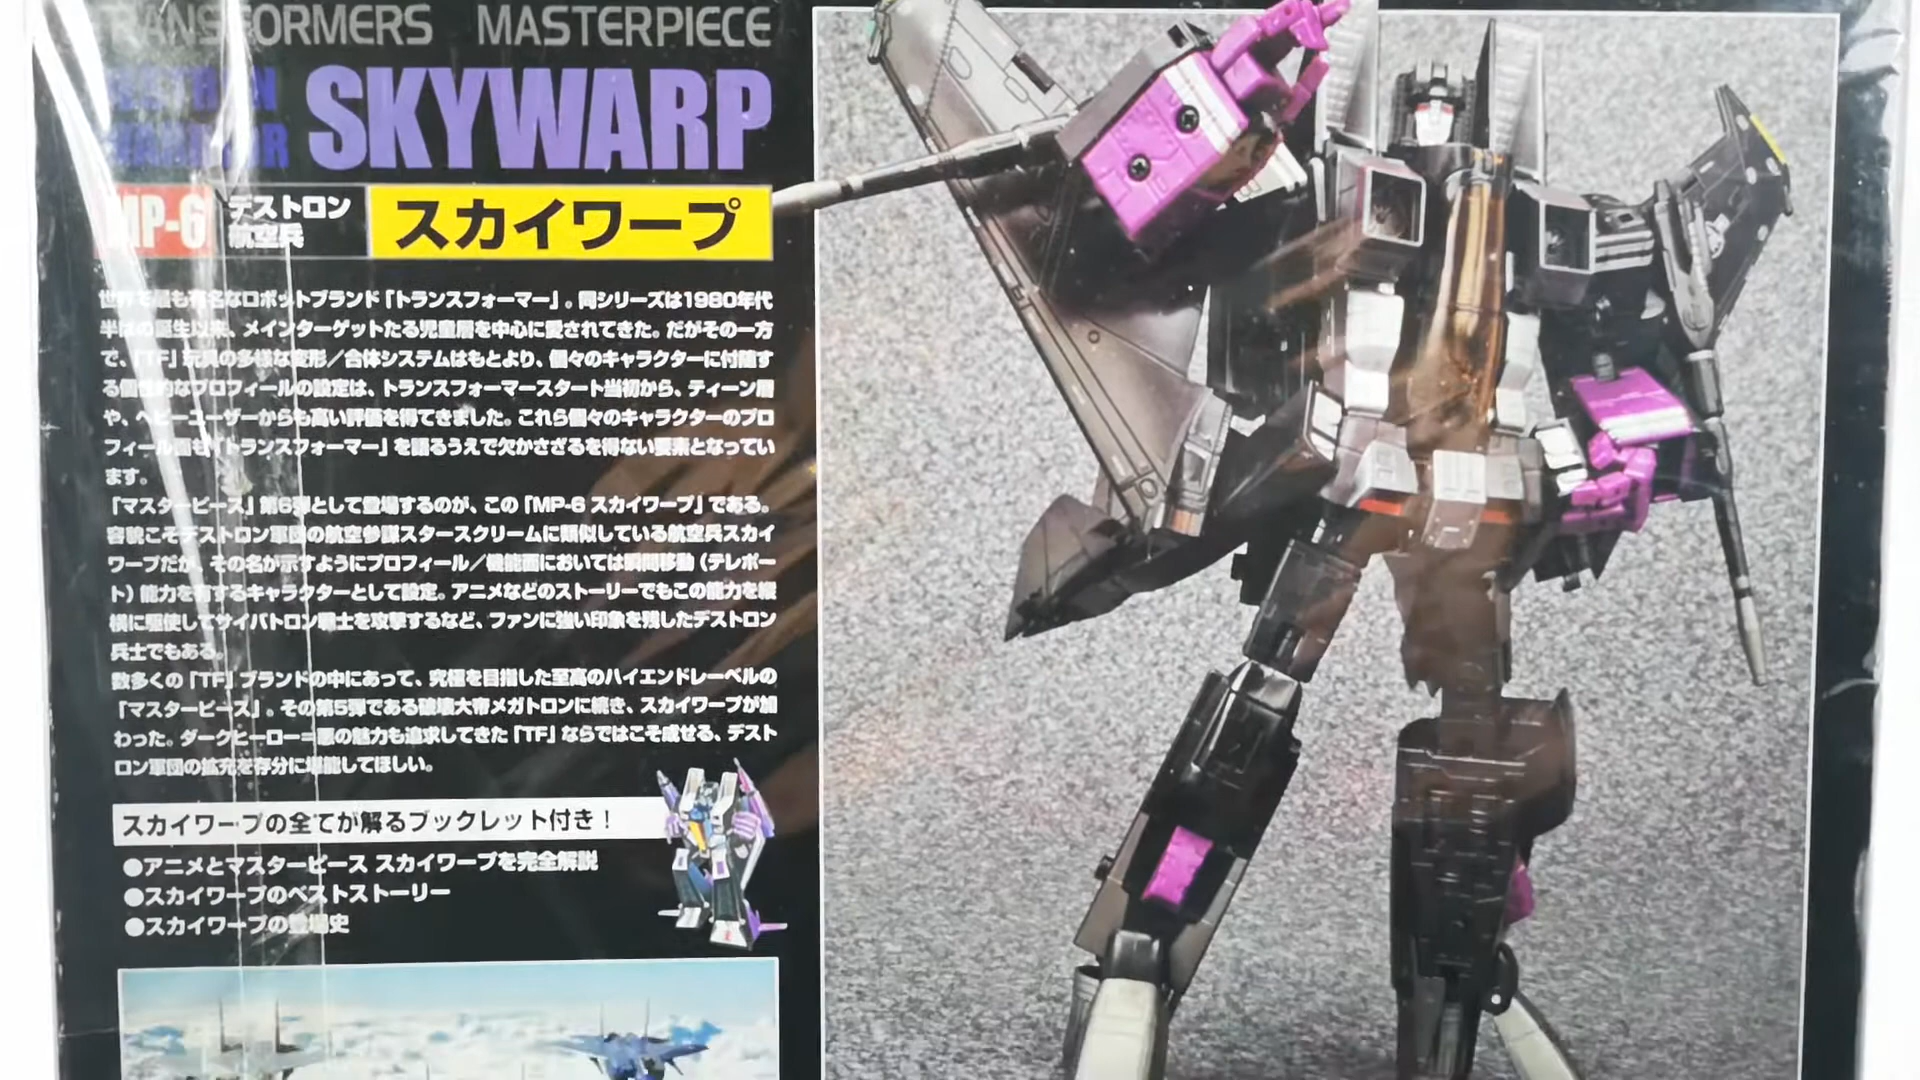 TRANSFORMERS MASTERPIECE
DESTRON
WARRIOR
SKYWARP
MP-6
デストロン
航空兵
スカイワープ
世界で最も有名なロボットブランド「トランスフォーマー」。同シリーズは1980年代
半ばの誕生以来、メインターゲットたる児童層を中心に愛されてきた。だがその一方
で、「TF」玩具の多様な変形／合体システムはもとより、個々のキャラクターに付随す
る個性的なプロフィールの設定は、トランスフォーマースタート当初から、ティーン層
や、ヘビーユーザーからも高い評価を得てきました。これら個々のキャラクターのプロ
フィール面も「トランスフォーマー」を語るうえで欠かさざるを得ない要素となってい
ます。
「マスターピース」第6弾として登場するのが、この「MP-6 スカイワープ」である。
容貌こそデストロン軍団の航空参謀スタースクリームに類似している航空兵スカイ
ワープだが、その名が示すようにプロフィール／機能面においては瞬間移動（テレポー
ト）能力を有するキャラクターとして設定。アニメなどのストーリーでもこの能力を縦
横に駆使してサイバトロン戦士を攻撃するなど、ファンに強い印象を残したデストロン
兵士でもある。
数多くの「TF」ブランドの中にあって、究極を目指した至高のハイエンドレーベルの
「マスターピース」。その第5弾である破壊大帝メガトロンに続き、スカイワープが加
わった。ダークヒーロー=悪の魅力も追求してきた「TF」ならではこそ成せる、デスト
ロン軍団の拡充を存分に堪能してほしい。
スカイワープの全てが解るブックレット付き！
●アニメとマスターピース スカイワープを完全解説
●スカイワープのベストストーリー
●スカイワープの登場史